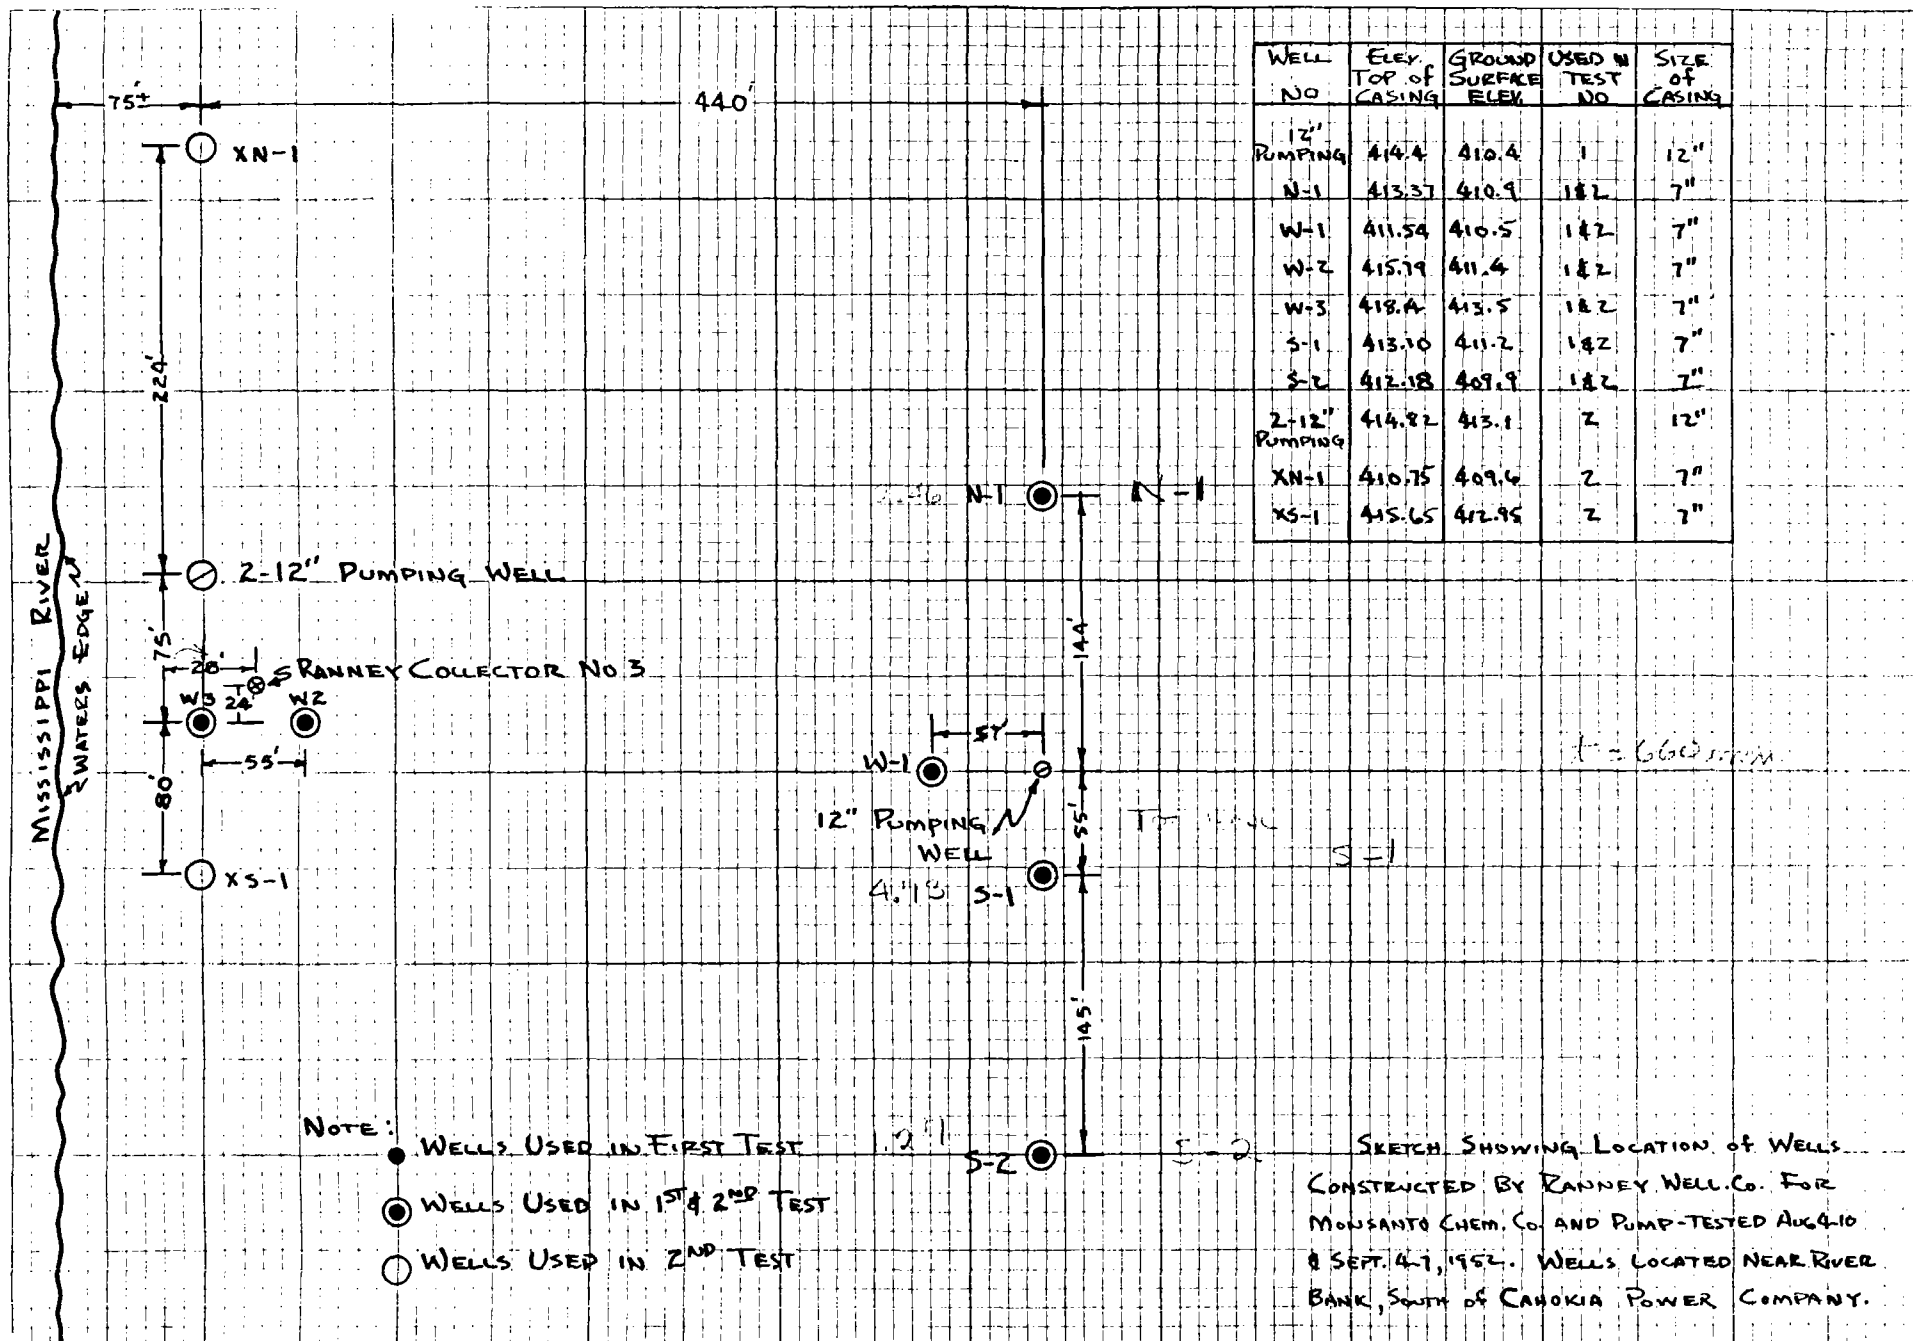 WELL NO | ELEV. TOP OF CASING | GROUND SURFACE ELEV. | USED IN TEST NO | SIZE OF CASING
12" PUMPING | 414.4 | 410.4 | 1 | 12"
N-1 | 413.37 | 410.9 | 1&2 | 7"
W-1 | 411.54 | 410.5 | 1&2 | 7"
W-2 | 415.79 | 411.4 | 1&2 | 7"
W-3 | 418.4 | 413.5 | 1&2 | 7"
S-1 | 413.10 | 411.2 | 1&2 | 7"
S-2 | 412.18 | 409.9 | 1&2 | 7"
2-12" PUMPING | 414.82 | 413.1 | 2 | 12"
XN-1 | 410.75 | 409.6 | 2 | 7"
XS-1 | 415.65 | 412.95 | 2 | 7"
75'±
440'
XN-1
224'
N-1
N-1
2-12" PUMPING WELL
MISSISSIPPI RIVER
WATERS EDGE
75'
28'
RANNEY COLLECTOR NO 3
W3
24'
W2
55'
80'
XS-1
144'
57'
W-1
12" PUMPING
WELL
55'
4.18
S-1
S-1
145'
S-2
S-2
NOTE:
WELLS USED IN FIRST TEST
WELLS USED IN 1ST & 2ND TEST
WELLS USED IN 2ND TEST
SKETCH SHOWING LOCATION OF WELLS
CONSTRUCTED BY RANNEY WELL. CO. FOR
MONSANTO CHEM. CO. AND PUMP-TESTED AUG 4-10
& SEPT. 4-7, 1952. WELLS LOCATED NEAR RIVER
BANK, SOUTH OF CAHOKIA POWER COMPANY.